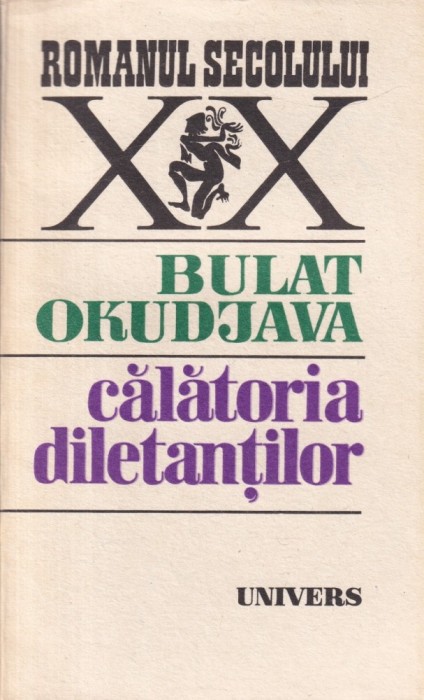 ROMANUL SECOLULUI
XX
BULAT
OKUDJAVA
călătoria
diletanților
UNIVERS